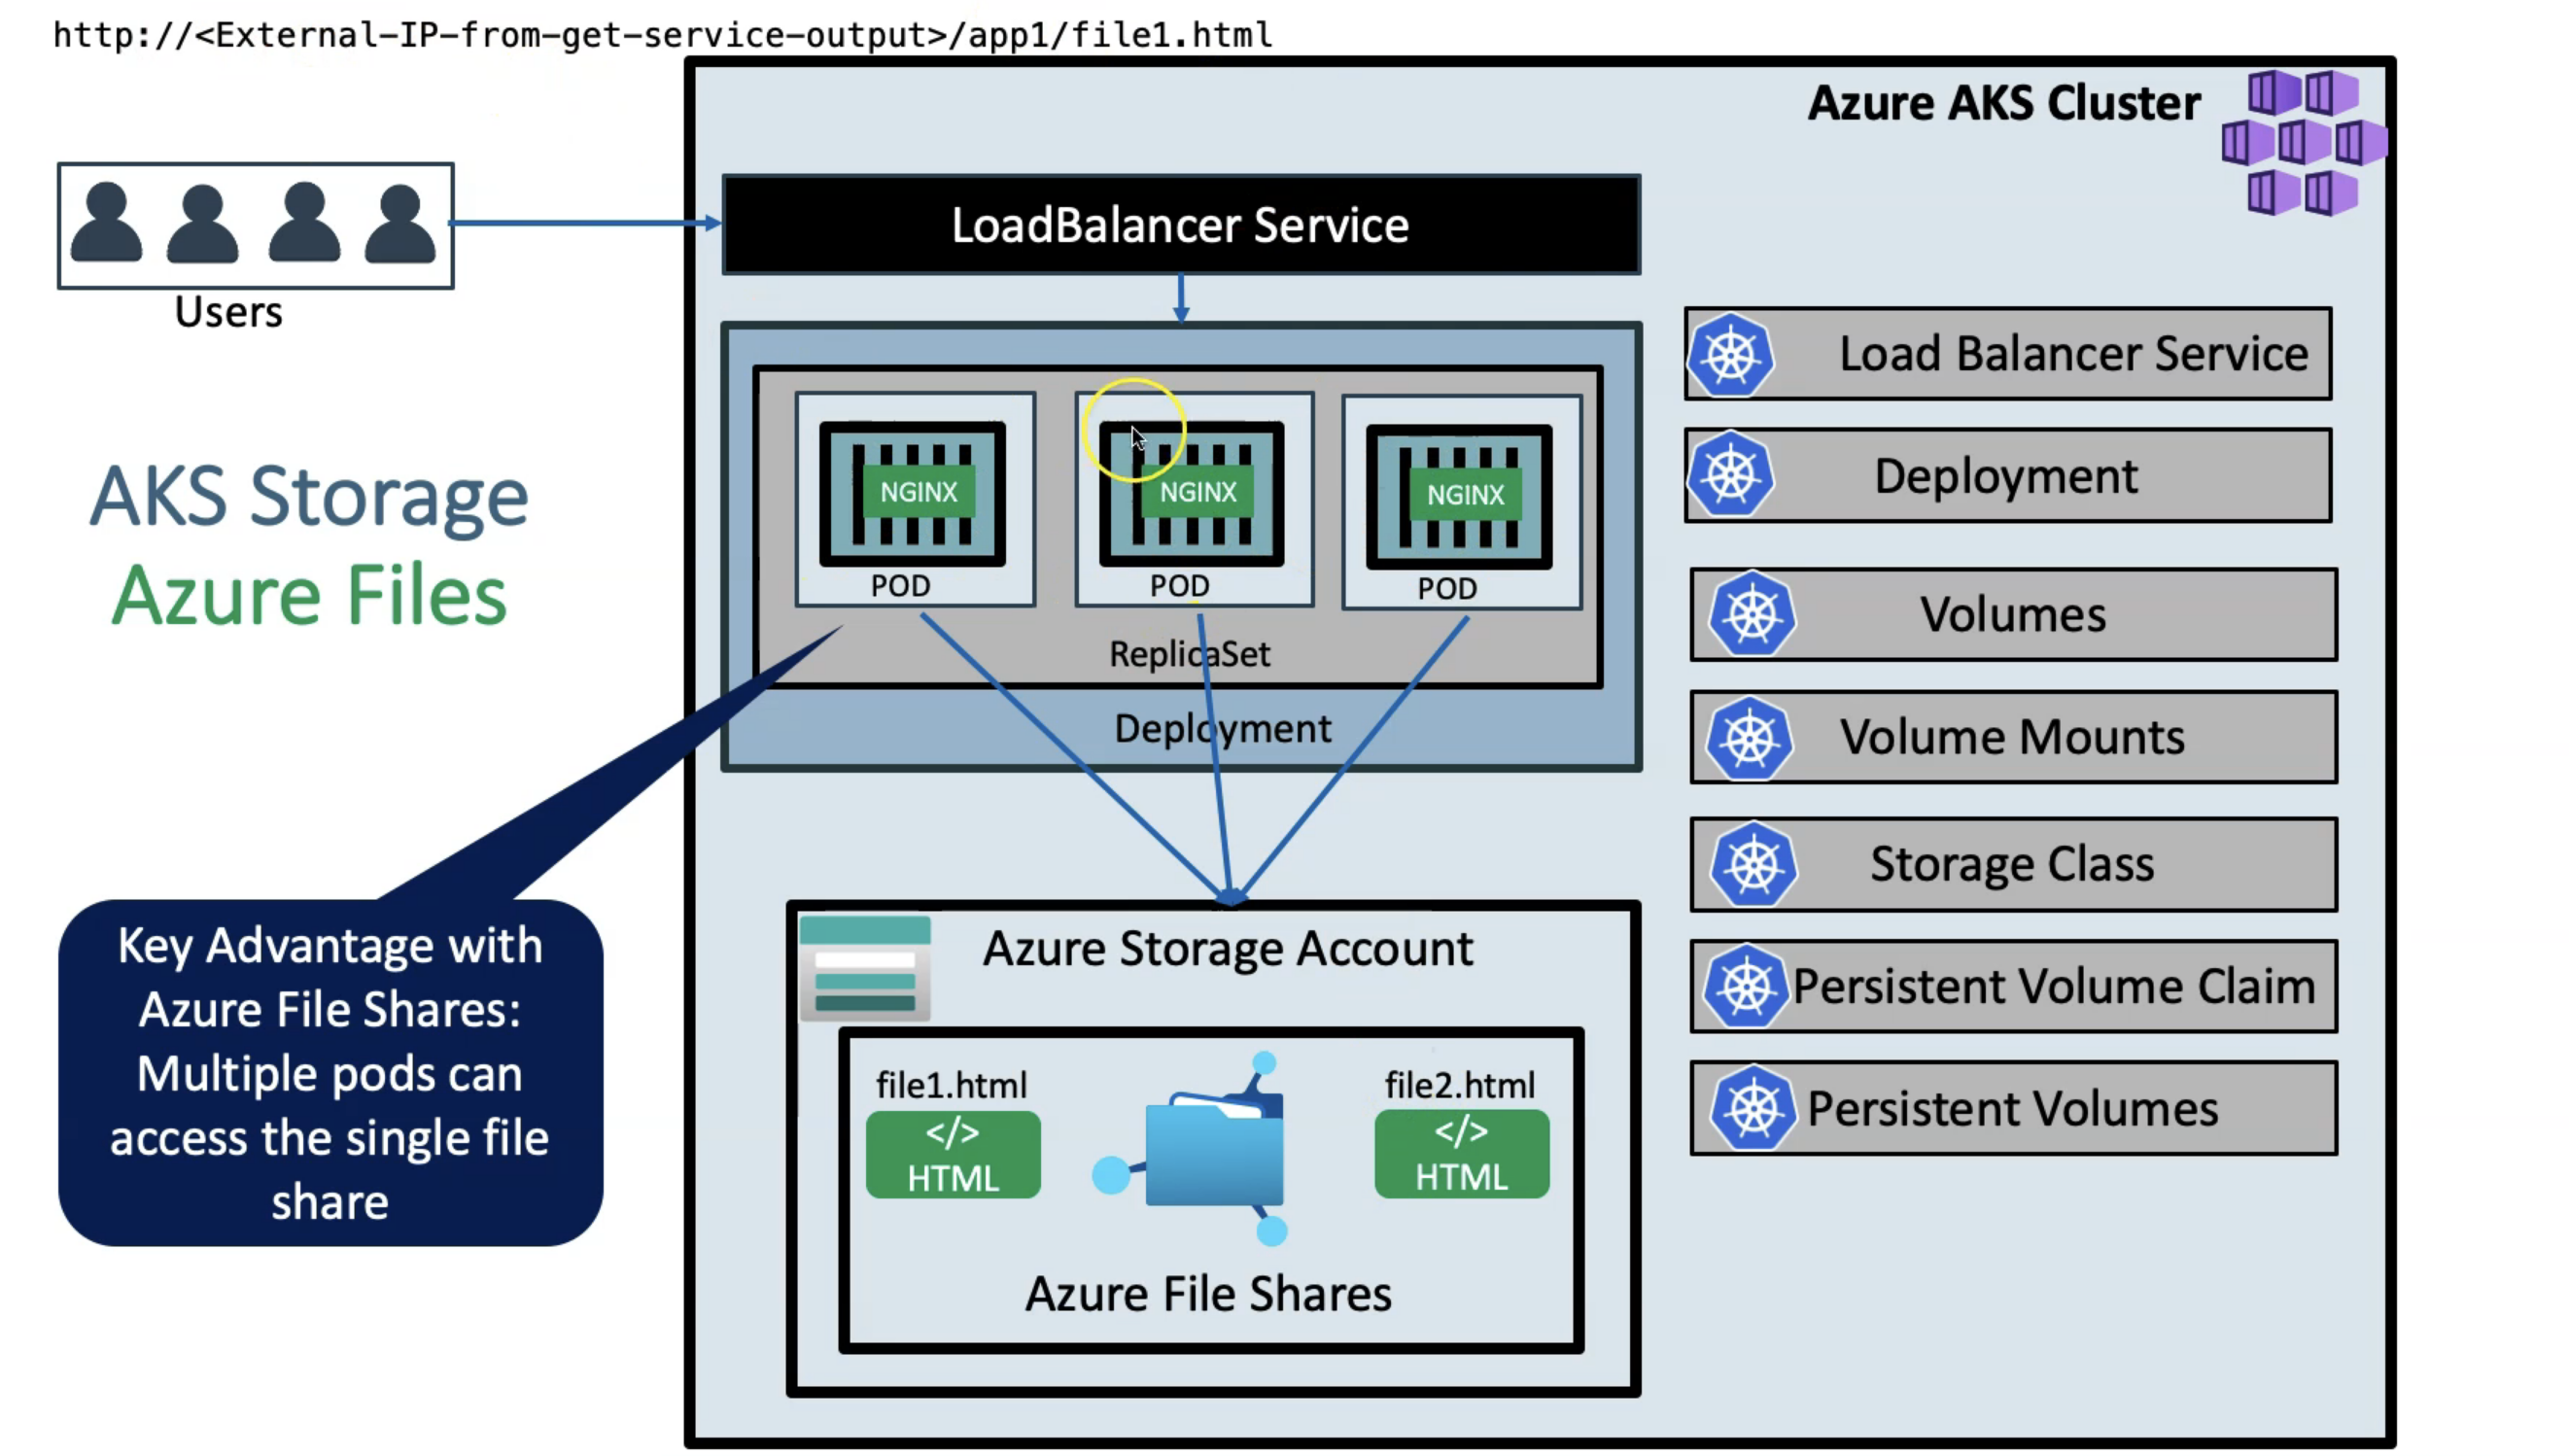 http://<External-IP-from-get-service-output>/app1/file1.html
Azure AKS Cluster
Users
LoadBalancer Service
AKS Storage
Azure Files
NGINX
POD
NGINX
POD
NGINX
POD
ReplicaSet
Deployment
Key Advantage with
Azure File Shares:
Multiple pods can
access the single file
share
Azure Storage Account
file1.html
</>
HTML
file2.html
</>
HTML
Azure File Shares
Load Balancer Service
Deployment
Volumes
Volume Mounts
Storage Class
Persistent Volume Claim
Persistent Volumes